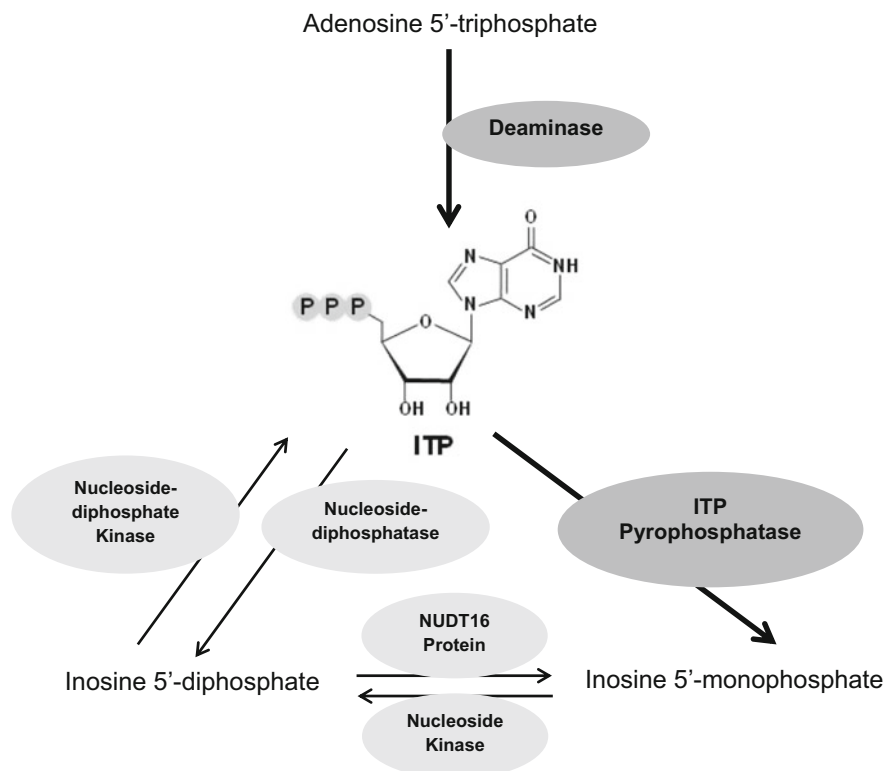 Adenosine 5’-triphosphate
Deaminase
O
N
NH
N
N
P P P
O
OH OH
ITP
Nucleoside-
diphosphate
Kinase
Nucleoside-
diphosphatase
ITP
Pyrophosphatase
NUDT16
Protein
Inosine 5’-diphosphate
Inosine 5’-monophosphate
Nucleoside
Kinase